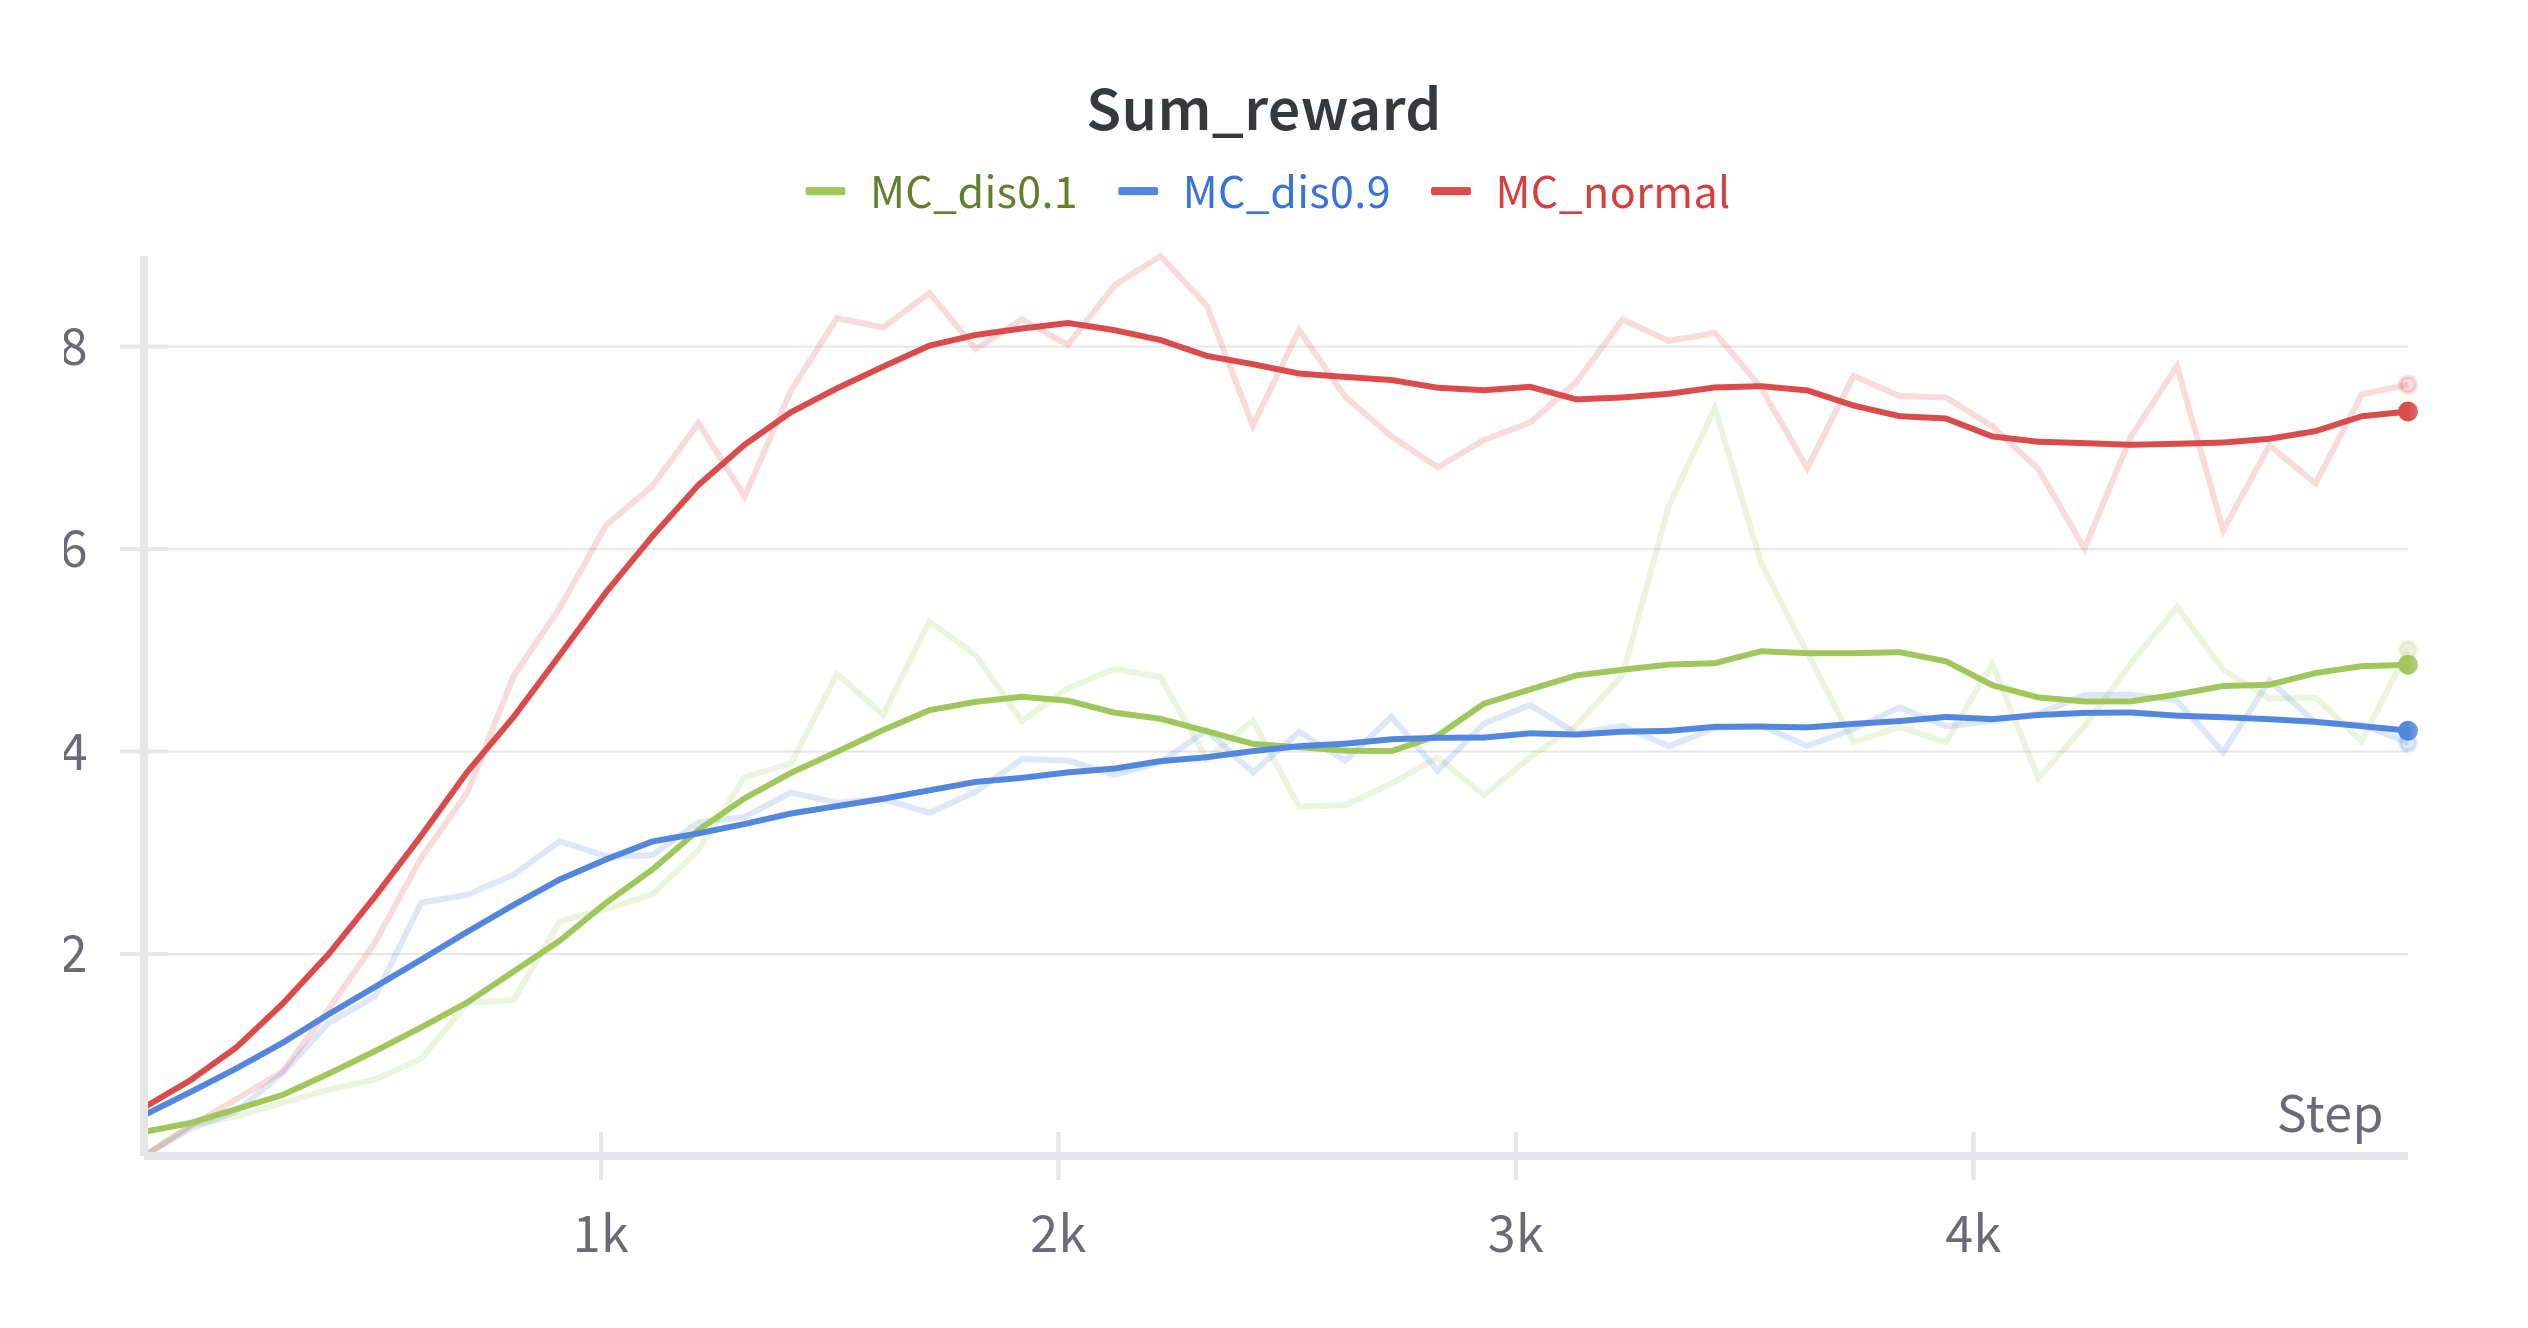 Sum_reward
MC_dis0.1 MC_dis0.9 MC_normal
8
6
4
2
Step
1k 2k 3k 4k